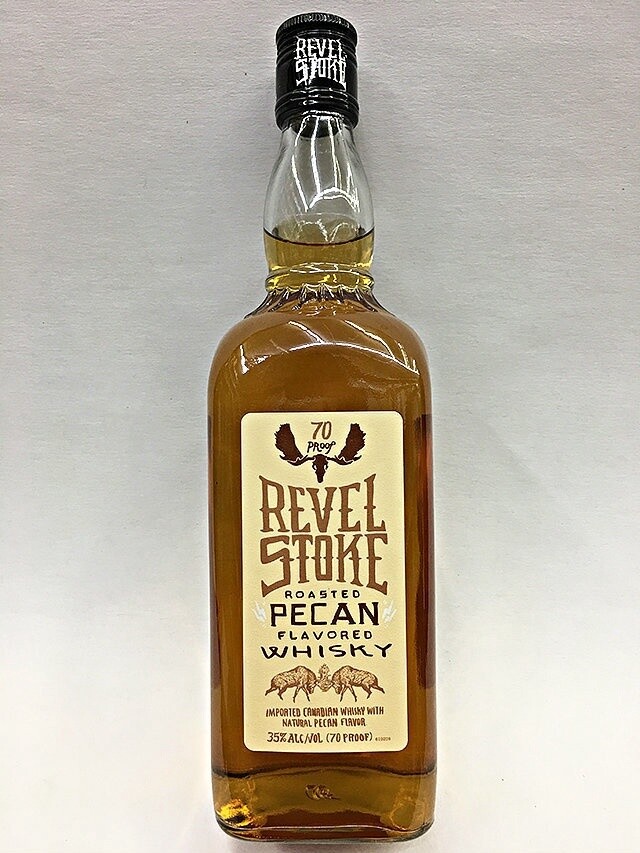 REVEL
STOKE
70
PROOF
REVEL
STOKE
ROASTED
PECAN
FLAVORED
WHISKY
IMPORTED CANADIAN WHISKY WITH
NATURAL PECAN FLAVOR
35% ALC/VOL (70 PROOF)